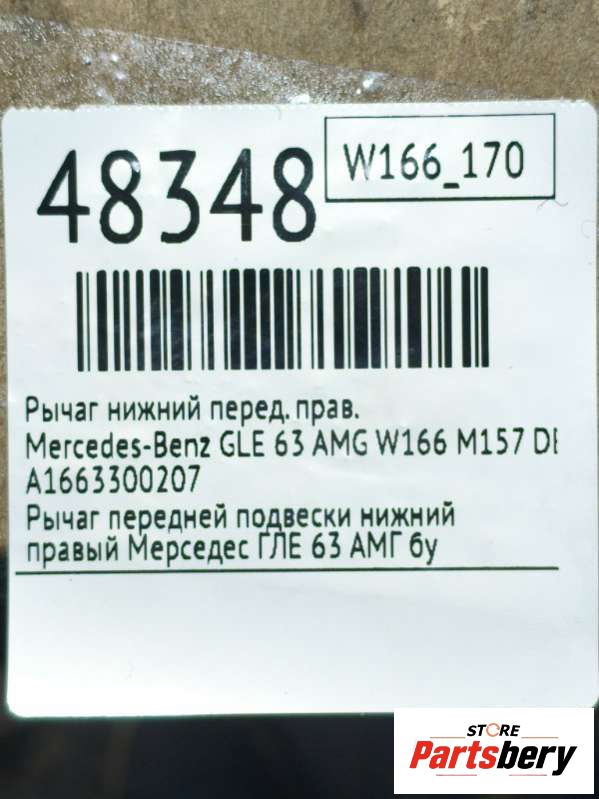 48348
W166_170
Рычаг нижний перед. прав.
Mercedes-Benz GLE 63 AMG W166 M157 DE
A1663300207
Рычаг передней подвески нижний
правый Мерседес ГЛЕ 63 АМГ бу
STORE
Partsbery